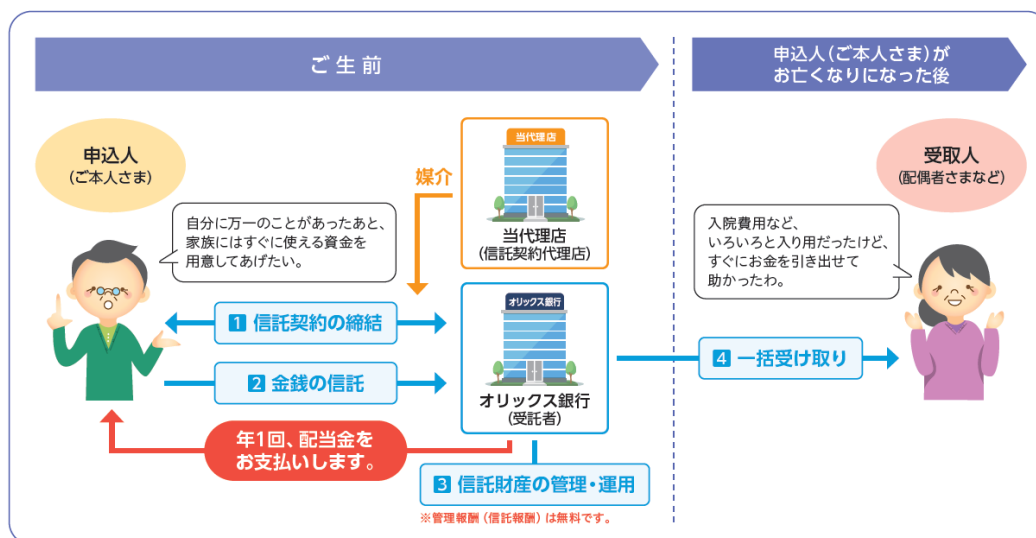 ご生前
申込人(ご本人さま)が
お亡くなりになった後
申込人
(ご本人さま)
自分に万一のことがあったあと、
家族にはすぐに使える資金を
用意してあげたい。
媒介
当代理店
当代理店
(信託契約代理店)
受取人
(配偶者さまなど)
入院費用など、
いろいろと入り用だったけど、
すぐにお金を引き出せて
助かったわ。
1 信託契約の締結
2 金銭の信託
オリックス銀行
オリックス銀行
(受託者)
4 一括受け取り
年1回、配当金を
お支払いします。
3 信託財産の管理・運用
※管理報酬(信託報酬)は無料です。